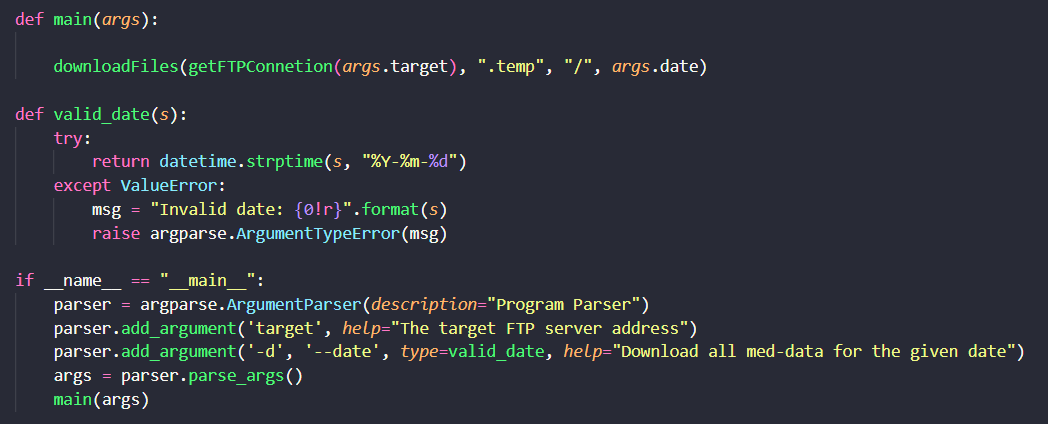 def main(args):
downloadFiles(getFTPConnetion(args.target), ".temp", "/", args.date)
def valid_date(s):
try:
return datetime.strptime(s, "%Y-%m-%d")
except ValueError:
msg = "Invalid date: {0!r}".format(s)
raise argparse.ArgumentTypeError(msg)
if __name__ == "__main__":
parser = argparse.ArgumentParser(description="Program Parser")
parser.add_argument('target', help="The target FTP server address")
parser.add_argument('-d', '--date', type=valid_date, help="Download all med-data for the given date")
args = parser.parse_args()
main(args)